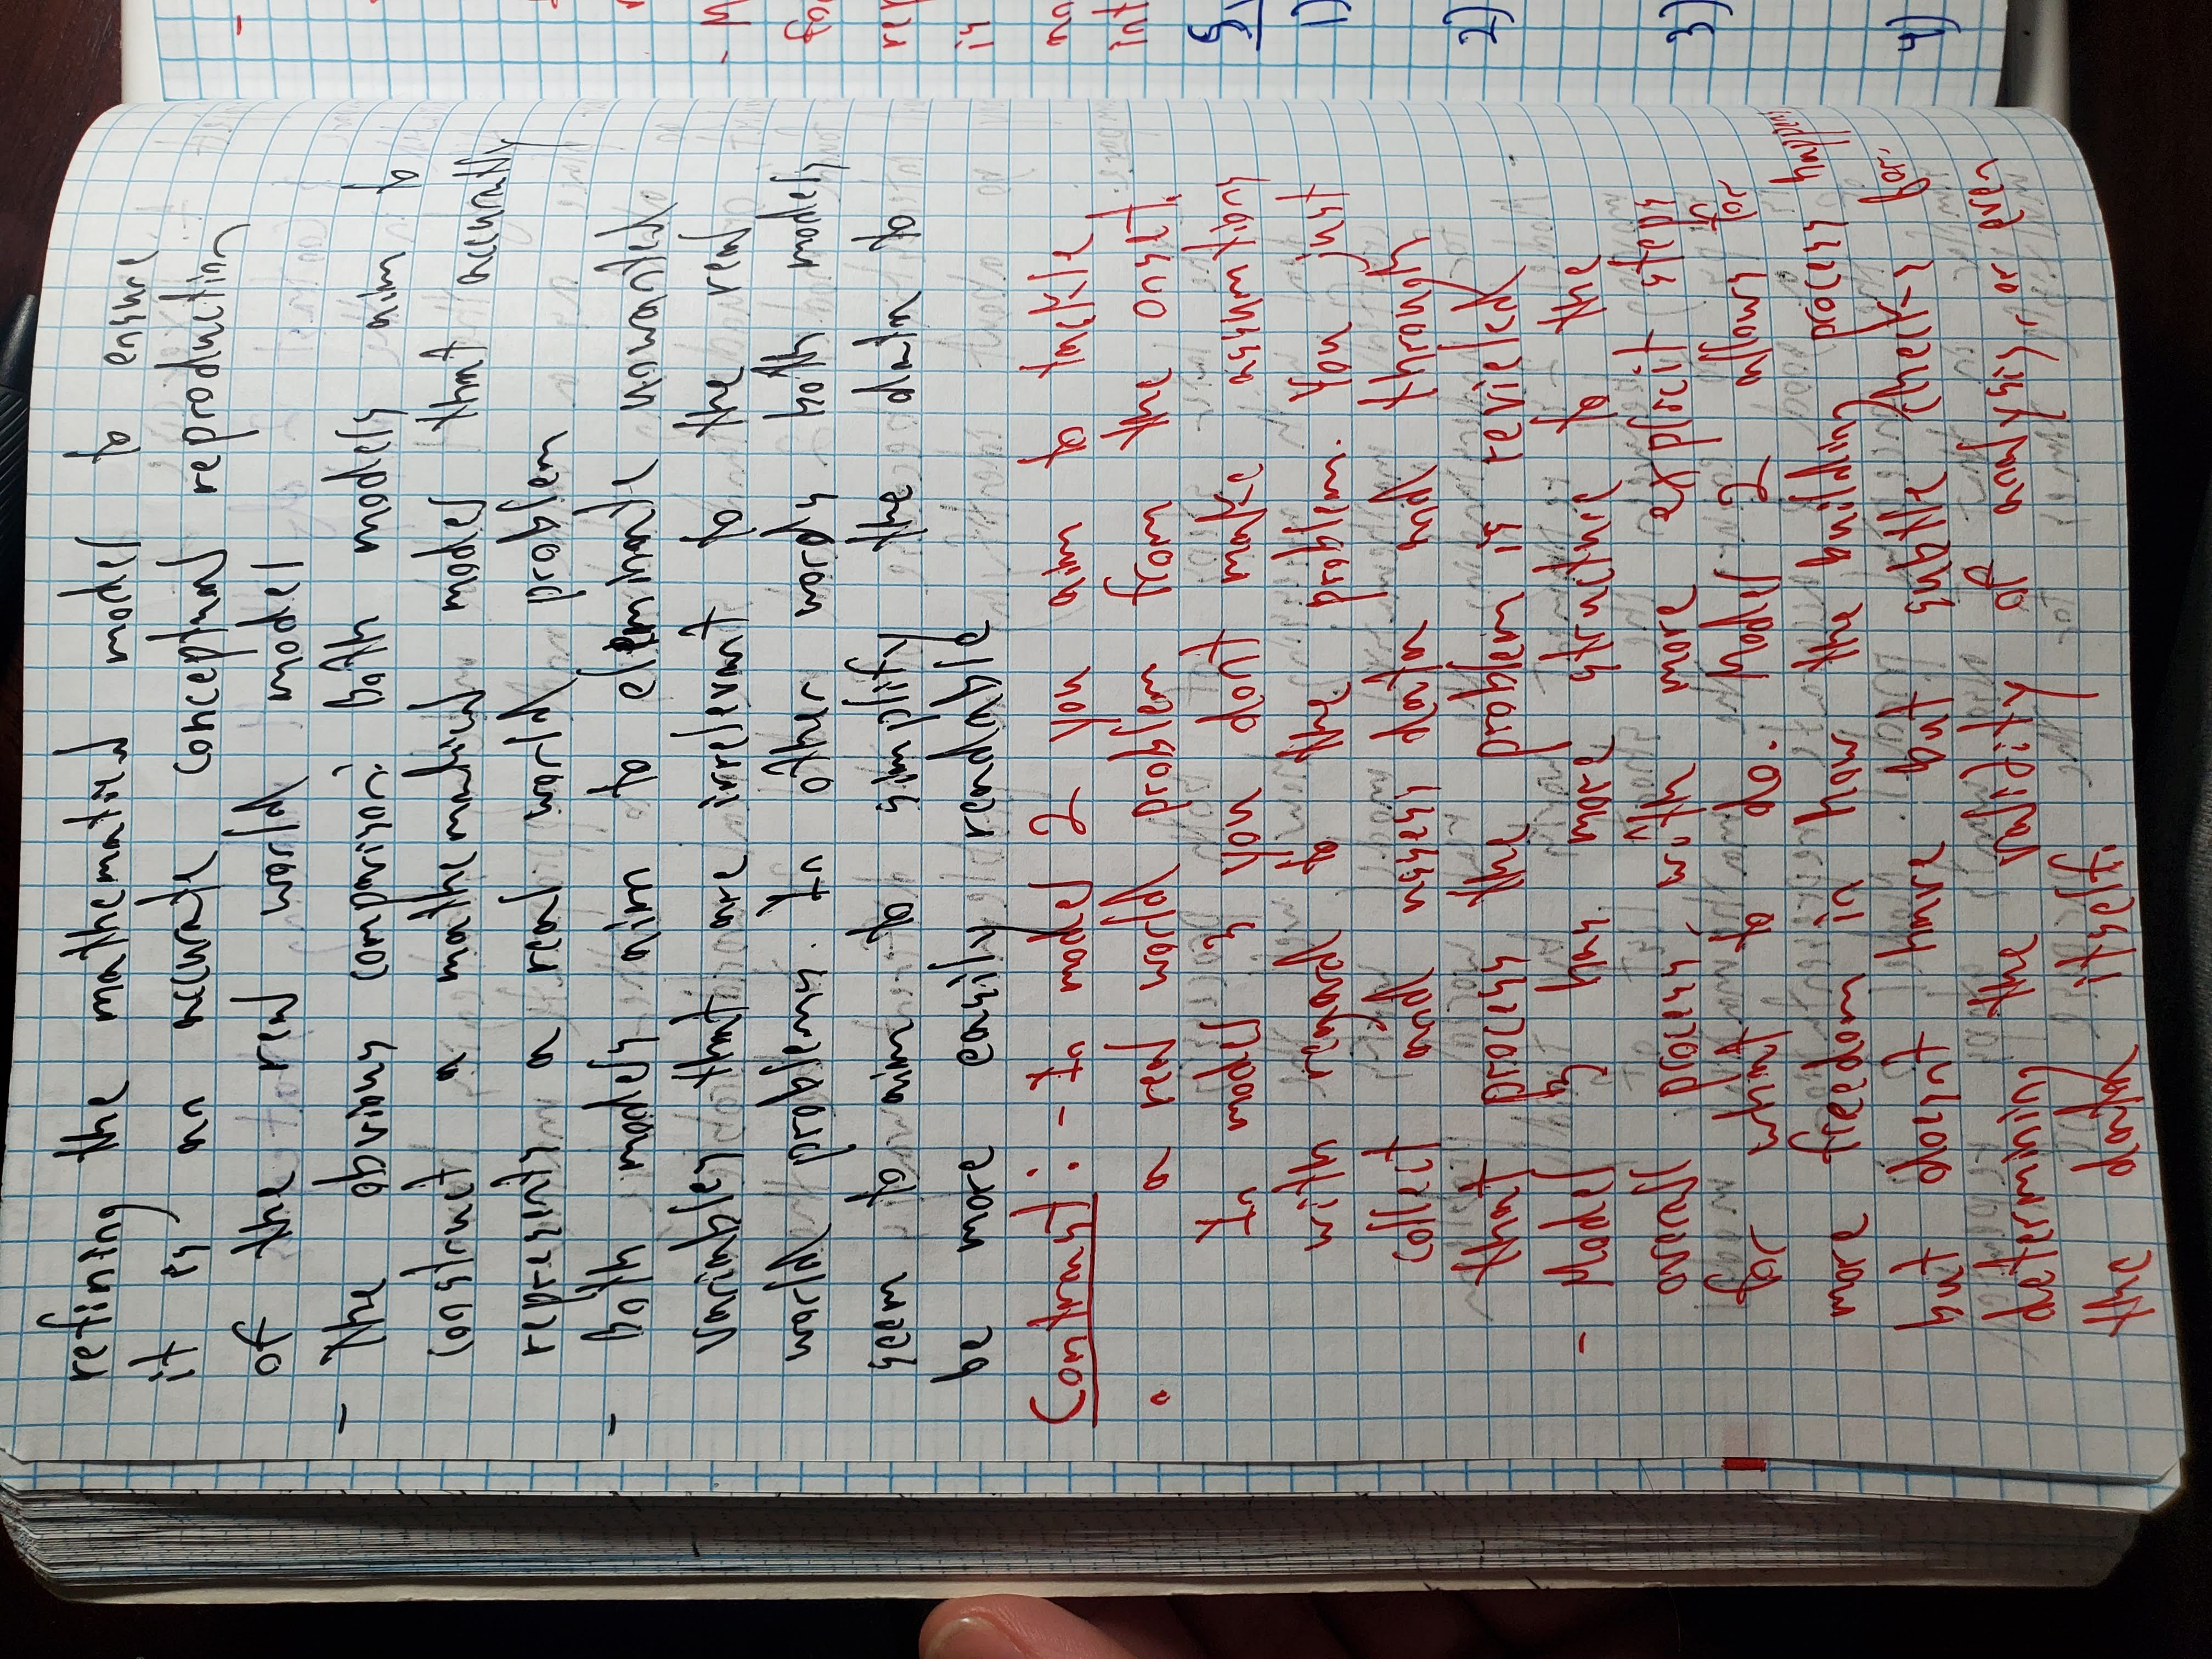 refining the mathematical model to ensure
it is an accurate conceptual reproduction
of the real world model
- The obvious comparison: Both models aim to
construct a mathematical model that accuratly
represents a real world problem
- Both models aim to eleminate unwanted
variables that are irrelevant to the real
world problems. In other words both models
seem to aim to simplify the data to
be more easily readable
Contrast: - In model 2 you aim to tackle
a real world problem from the onset.
In model 3 you dont make assumtions
with regard to the problem. You just
collect and assess data and through
that process the problem is revieled
- Model 3 has more structure to the
overall process, with more explicit steps
for what to do. Model 2 allows for
more freedom in how the building process happens
but doesnt have but subtle checks for
determining the validity of analysis, or even
the data itself.
- M
fo
rep
is
int
5.
1)
2)
3)
4)